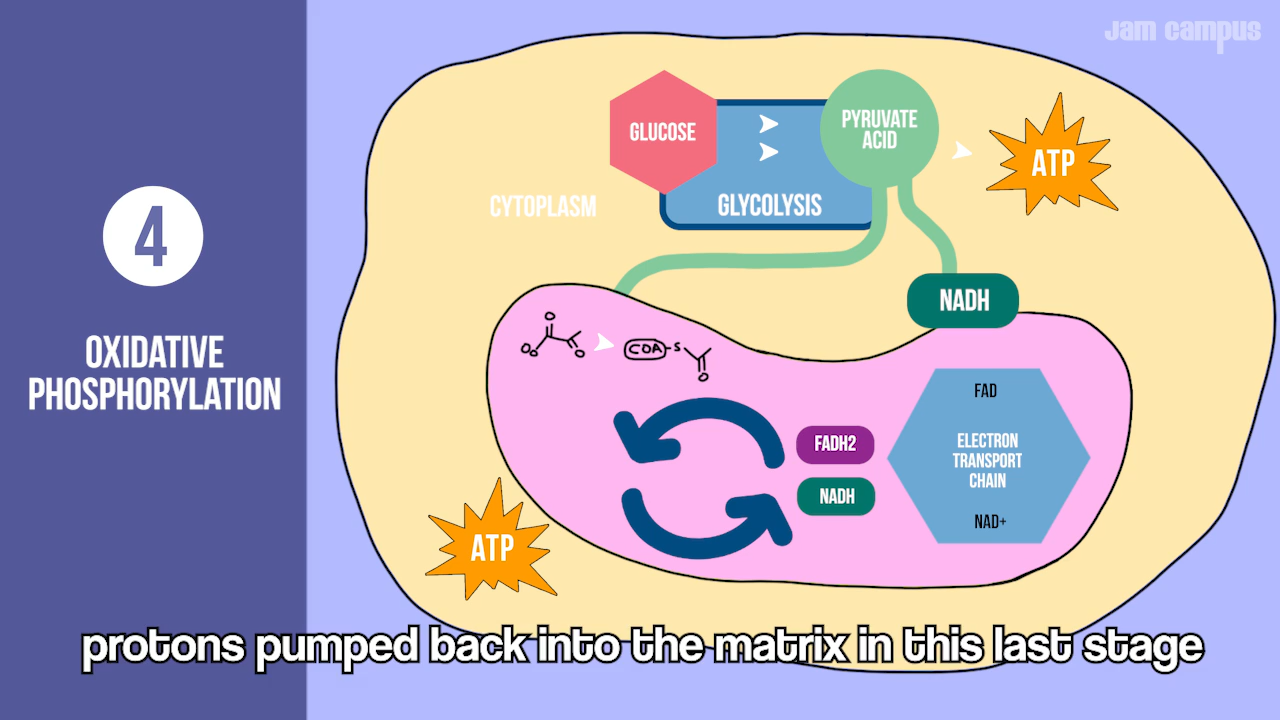 Jam campus
4
OXIDATIVE
PHOSPHORYLATION
GLUCOSE
PYRUVATE
ACID
ATP
CYTOPLASM
GLYCOLYSIS
NADH
O
O
O
O
COA-S
O
FAD
FADH2
ELECTRON
TRANSPORT
CHAIN
NADH
NAD+
ATP
protons pumped back into the matrix in this last stage